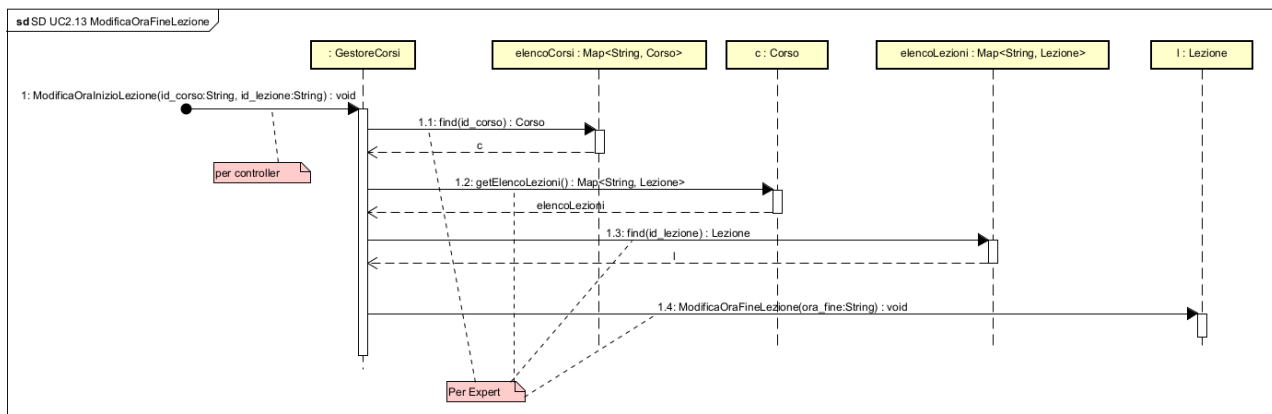 sd SD UC2.13 ModificaOraFineLezione
: GestoreCorsi
elencoCorsi : Map<String, Corso>
c : Corso
elencoLezioni : Map<String, Lezione>
l : Lezione
1: ModificaOraInizioLezione(id_corso:String, id_lezione:String) : void
1.1: find(id_corso) : Corso
c
per controller
1.2: getElencoLezioni() : Map<String, Lezione>
elencoLezioni
1.3: find(id_lezione) : Lezione
l
1.4: ModificaOraFineLezione(ora_fine:String) : void
Per Expert